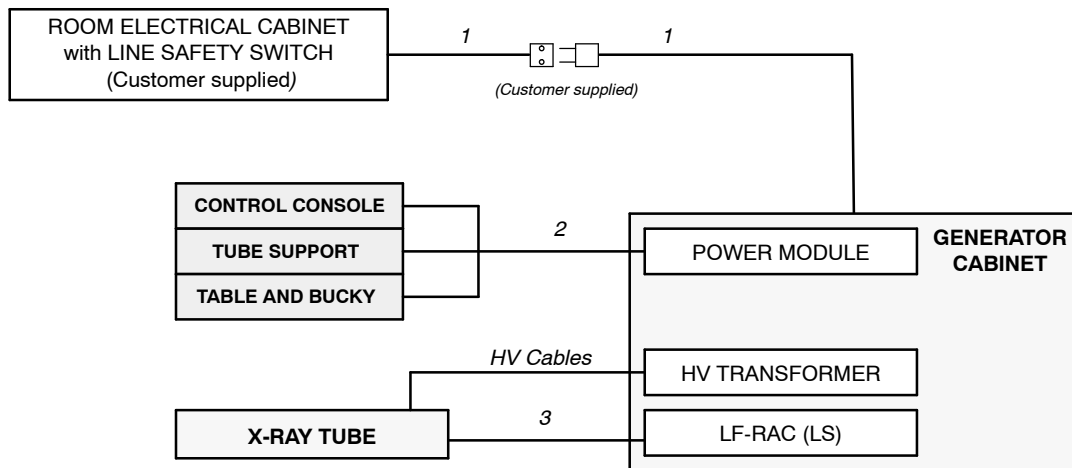 ROOM ELECTRICAL CABINET
with LINE SAFETY SWITCH
(Customer supplied)
1
1
(Customer supplied)
CONTROL CONSOLE
TUBE SUPPORT
TABLE AND BUCKY
2
POWER MODULE
GENERATOR
CABINET
HV Cables
HV TRANSFORMER
X-RAY TUBE
3
LF-RAC (LS)